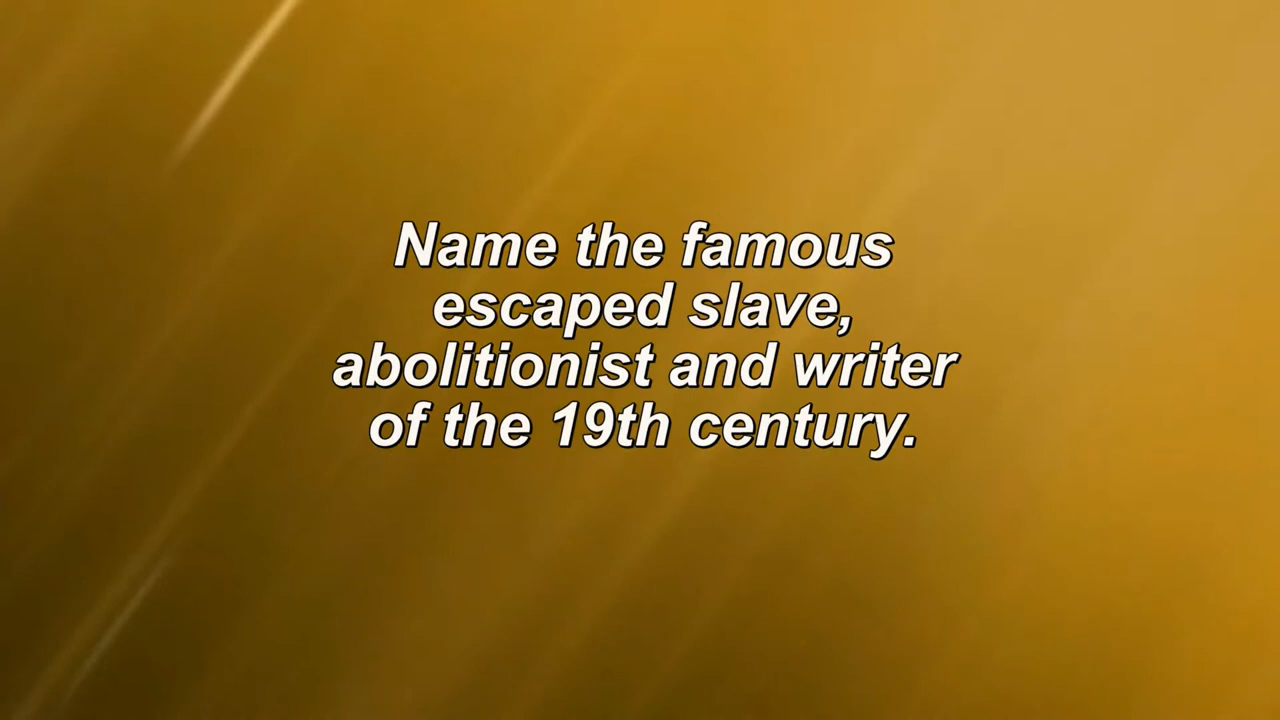 Name the famous
escaped slave,
abolitionist and writer
of the 19th century.